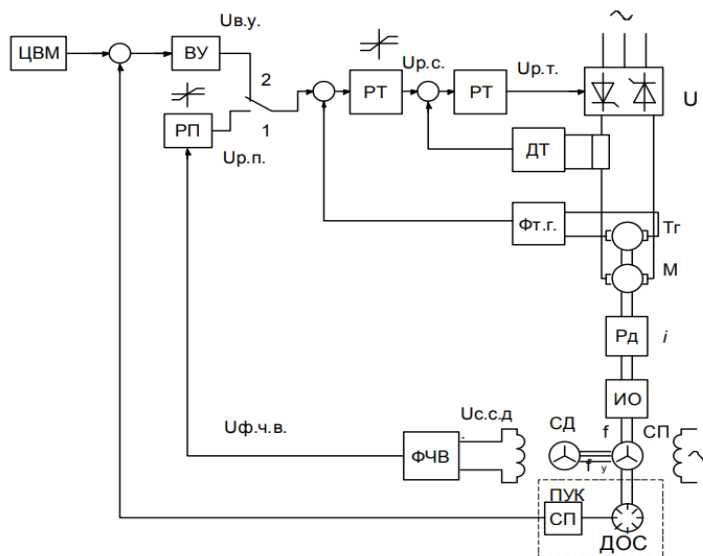 Uв.у.
ЦВМ
ВУ
2
Uр.с.
Uр.т.
РТ
РТ
U
РП
1
Uр.п.
ДТ
Фт.г.
Тг
М
Рд
i
ИО
Uс.с.д
СД
f
СП
Uф.ч.в.
ФЧВ
f
у
ПУК
СП
ДОС